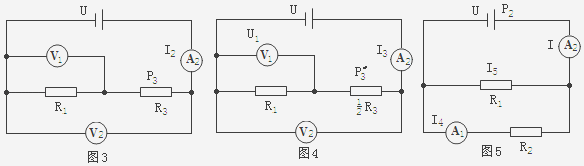 U
I₂
V₁
A₂
P₃
R₁
R₃
V₂
图3
U
U₁
I₃
V₁
A₂
P₃'
R₁
½R₃
V₂
图4
U
P₂
I
A₂
I₅
R₁
I₄
A₁
R₂
图5